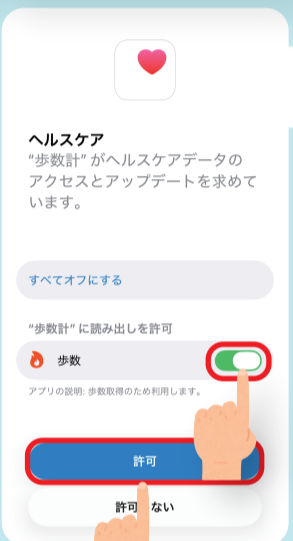 ヘルスケア
“歩数計” がヘルスケアデータの
アクセスとアップデートを求めて
います。
すべてオフにする
“歩数計” に読み出しを許可
歩数
アプリの説明: 歩数取得のため利用します。
許可
許可 ない